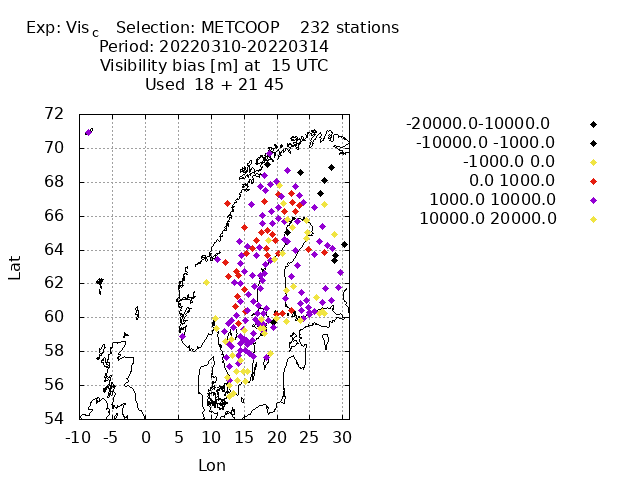 Exp: Vis c   Selection: METCOOP    232 stations
Period: 20220310-20220314
Visibility bias [m] at  15 UTC
Used  18 + 21 45
-20000.0-10000.0
-10000.0 -1000.0
-1000.0 0.0
0.0 1000.0
1000.0 10000.0
10000.0 20000.0
72
70
68
66
64
62
60
58
56
54
Lat
-10 -5 0 5 10 15 20 25 30
Lon